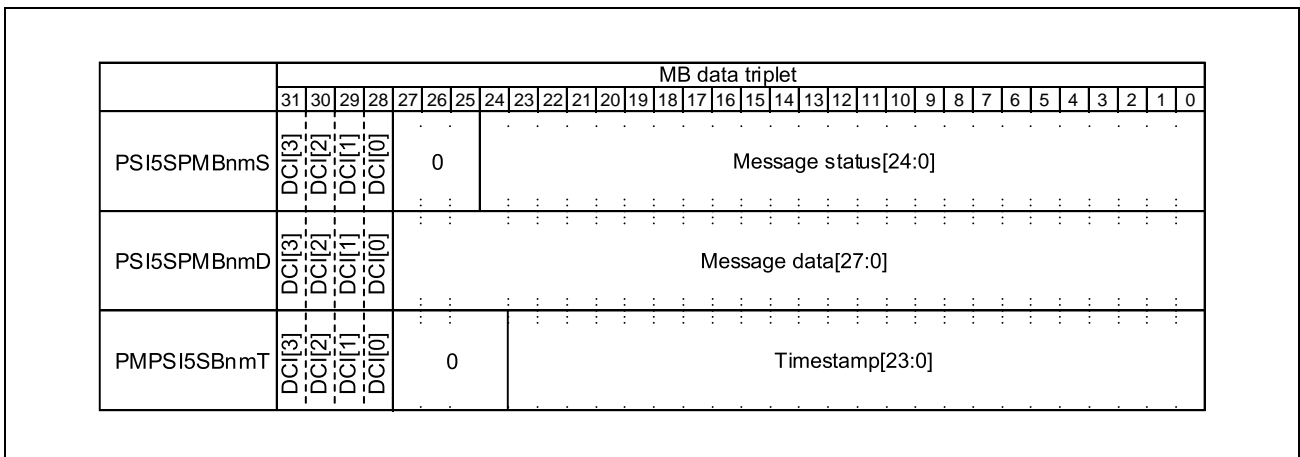 MB data triplet
31 30 29 28 27 26 25 24 23 22 21 20 19 18 17 16 15 14 13 12 11 10 9 8 7 6 5 4 3 2 1 0
PSI5SPMBnmS DCI[3] DCI[2] DCI[1] DCI[0] 0 Message status[24:0]
PSI5SPMBnmD DCI[3] DCI[2] DCI[1] DCI[0] Message data[27:0]
PMPSI5SBnmT DCI[3] DCI[2] DCI[1] DCI[0] 0 Timestamp[23:0]